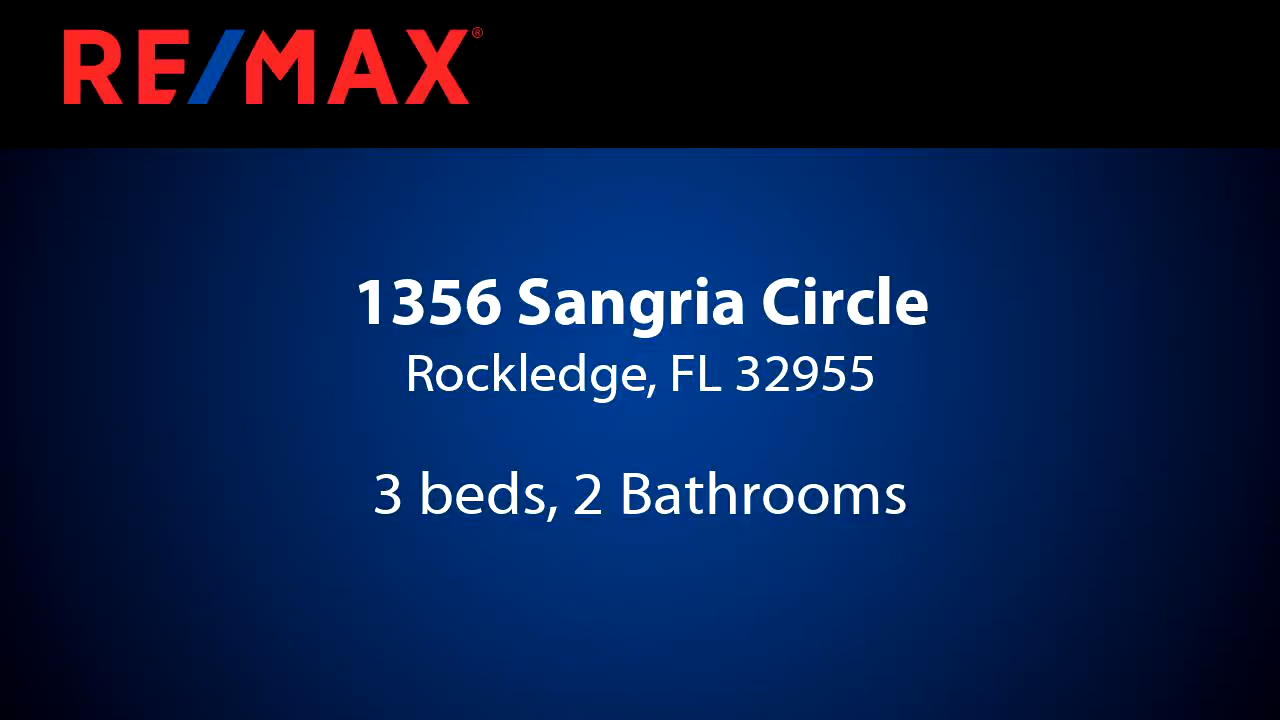 RE/MAX®
1356 Sangria Circle
Rockledge, FL 32955
3 beds, 2 Bathrooms